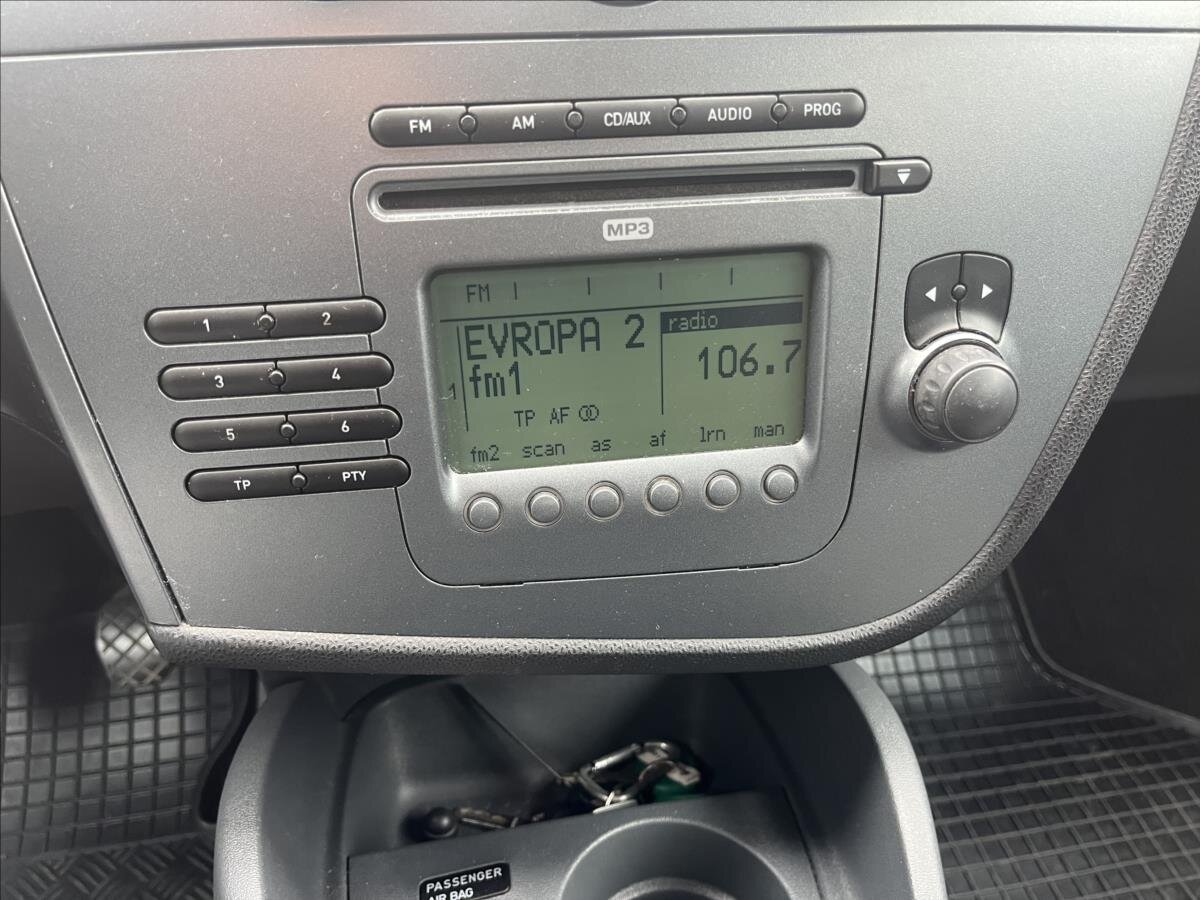 FM AM CD/AUX AUDIO PROG
MP3
FM
EVROPA 2 radio
1 fm1 106.7
TP AF
fm2 scan as af lrn man
1 2
3 4
5 6
TP PTY
PASSENGER
AIR BAG